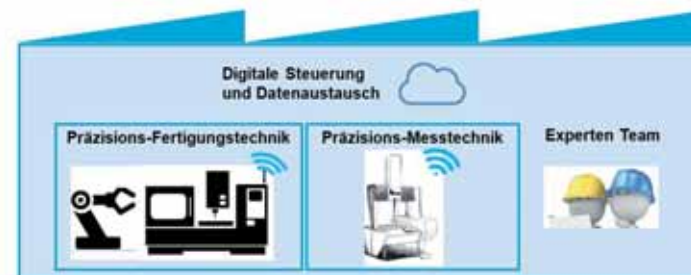 Digitale Steuerung
und Datenaustausch
Präzisions-Fertigungstechnik
Präzisions-Messtechnik
Experten Team